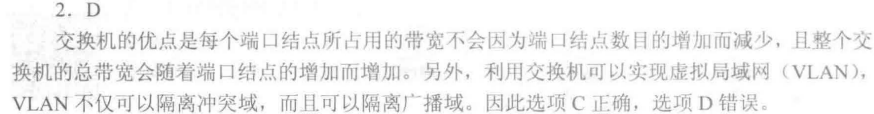 2．D
交换机的优点是每个端口结点所占用的带宽不会因为端口结点数目的增加而减少，且整个交
换机的总带宽会随着端口结点的增加而增加。另外，利用交换机可以实现虚拟局域网（VLAN），
VLAN 不仅可以隔离冲突域，而且可以隔离广播域。因此选项 C 正确，选项 D 错误。